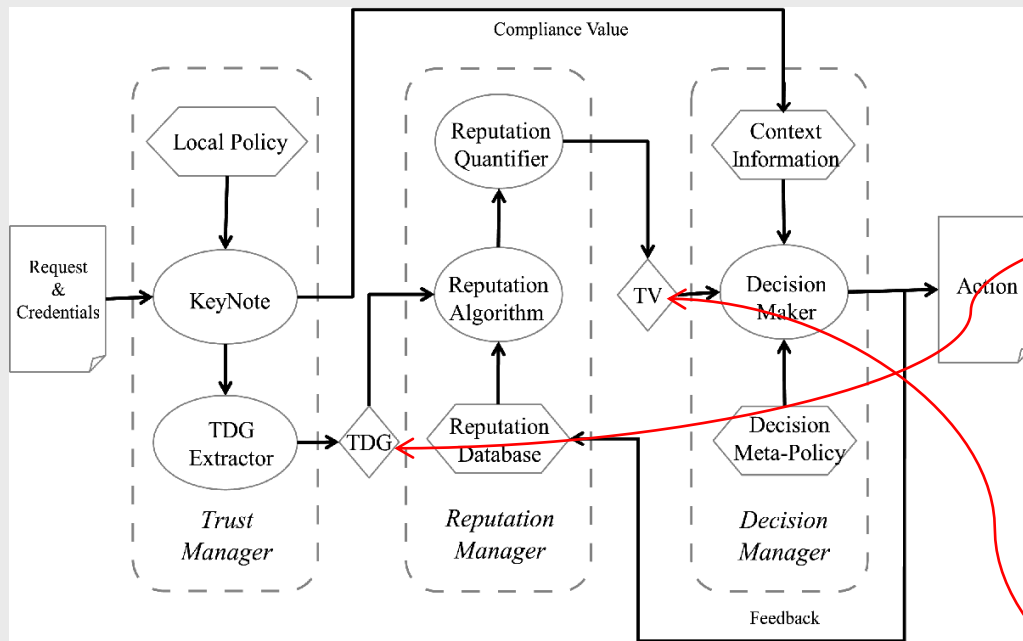 Compliance Value
Local Policy
Request
&
Credentials
KeyNote
TDG
Extractor
Trust
Manager
TDG
Reputation
Quantifier
Reputation
Algorithm
Reputation
Database
Reputation
Manager
TV
Context
Information
Decision
Maker
Decision
Meta-Policy
Decision
Manager
Action
Feedback